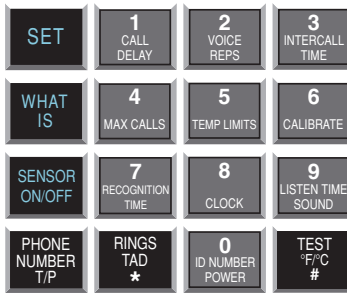 SET
1
CALL
DELAY
2
VOICE
REPS
3
INTERCALL
TIME
WHAT
IS
4
MAX CALLS
5
TEMP LIMITS
6
CALIBRATE
SENSOR
ON/OFF
7
RECOGNITION
TIME
8
CLOCK
9
LISTEN TIME
SOUND
PHONE
NUMBER
T/P
RINGS
TAD
*
0
ID NUMBER
POWER
TEST
°F/°C
#